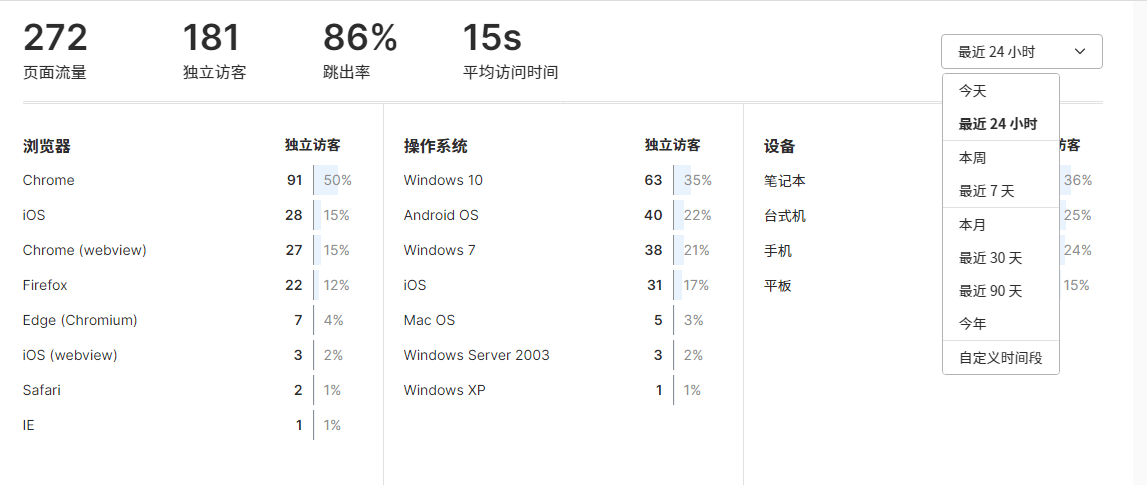 272 181 86% 15s
页面流量 独立访客 跳出率 平均访问时间
最近 24 小时
今天
最近 24 小时
本周
最近 7 天
本月
最近 30 天
最近 90 天
今年
自定义时间段
浏览器 独立访客
Chrome 91 50%
iOS 28 15%
Chrome (webview) 27 15%
Firefox 22 12%
Edge (Chromium) 7 4%
iOS (webview) 3 2%
Safari 2 1%
IE 1 1%
操作系统 独立访客
Windows 10 63 35%
Android OS 40 22%
Windows 7 38 21%
iOS 31 17%
Mac OS 5 3%
Windows Server 2003 3 2%
Windows XP 1 1%
设备 访客
笔记本 36%
台式机 25%
手机 24%
平板 15%